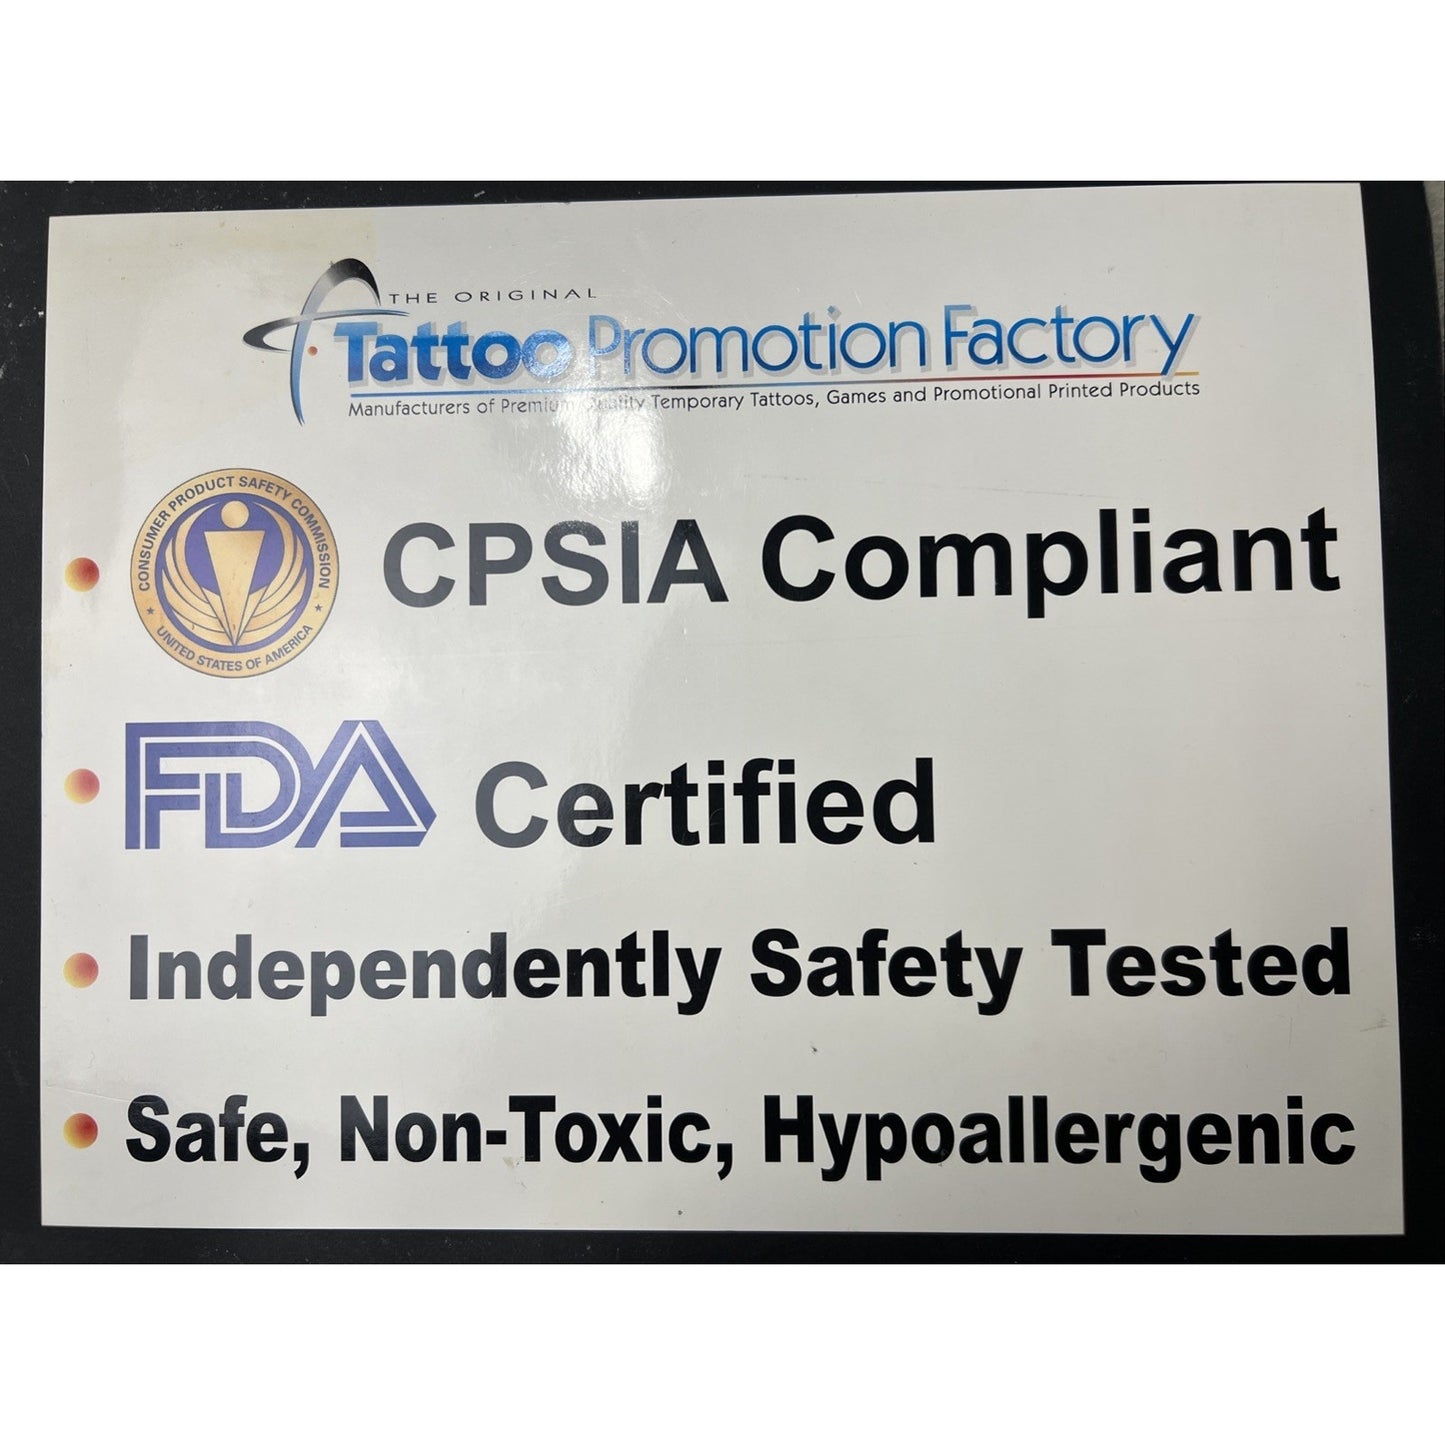 THE ORIGINAL
Tattoo Promotion Factory
Manufacturers of Premium Quality Temporary Tattoos, Games and Promotional Printed Products
CONSUMER PRODUCT SAFETY COMMISSION
UNITED STATES OF AMERICA
CPSIA Compliant
FDA Certified
Independently Safety Tested
Safe, Non-Toxic, Hypoallergenic